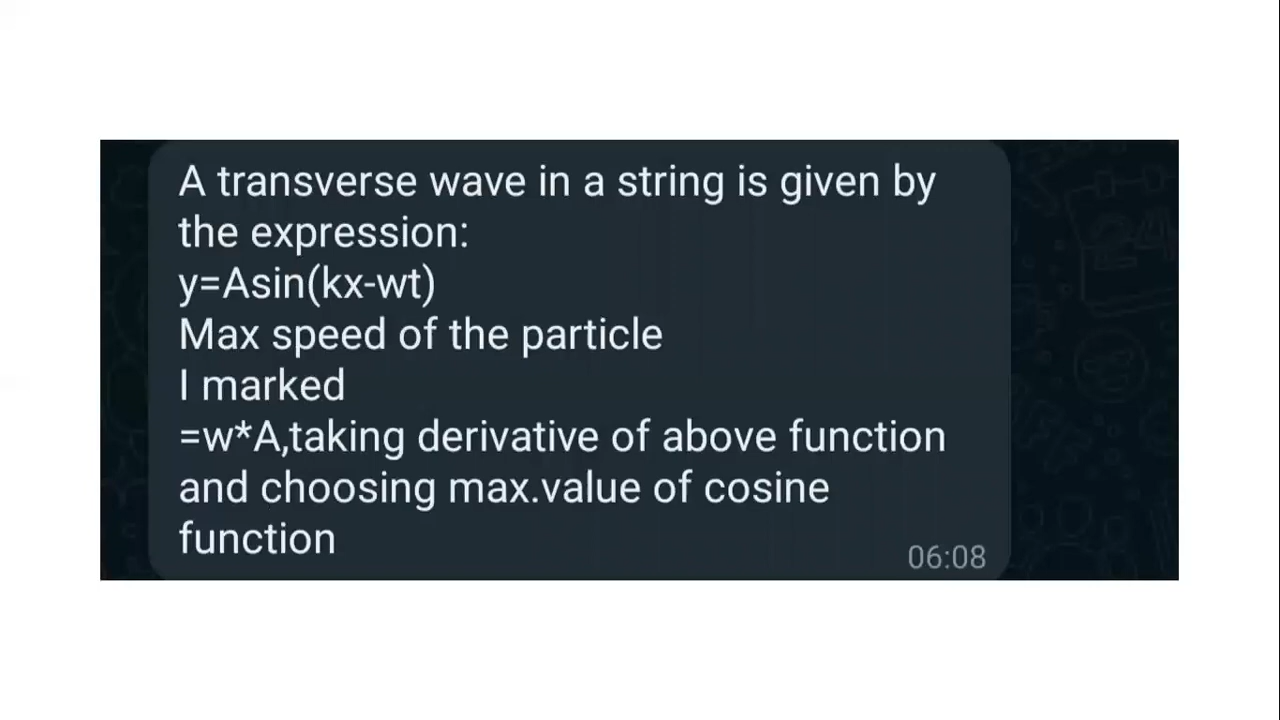 A transverse wave in a string is given by
the expression:
y=Asin(kx-wt)
Max speed of the particle
I marked
=w*A,taking derivative of above function
and choosing max.value of cosine
function
06:08